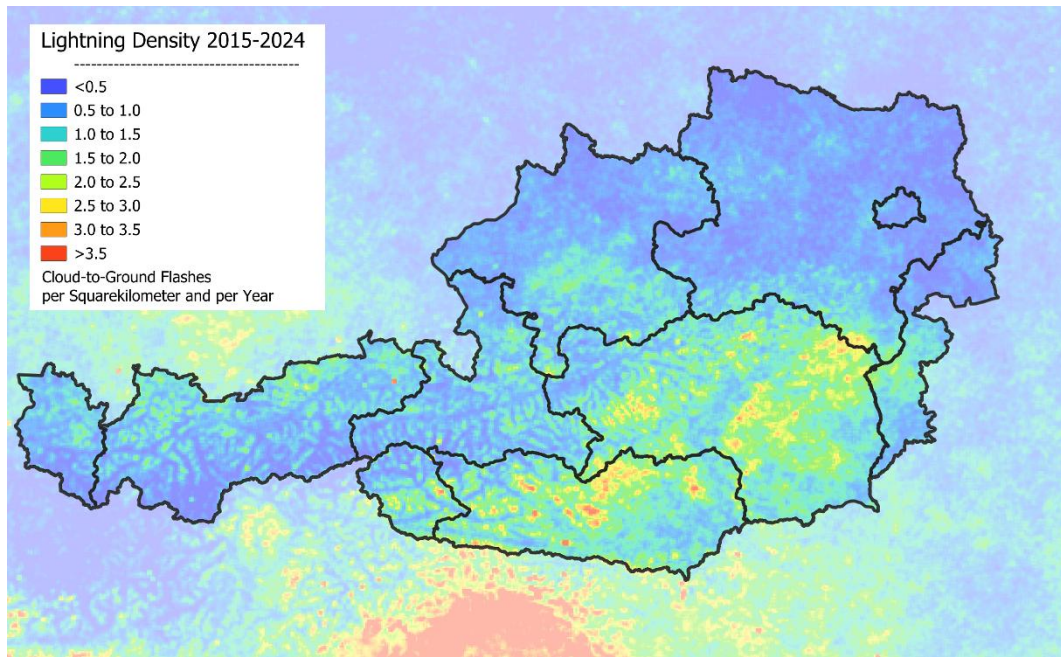 Lightning Density 2015-2024
----------------------------------------
<0.5
0.5 to 1.0
1.0 to 1.5
1.5 to 2.0
2.0 to 2.5
2.5 to 3.0
3.0 to 3.5
>3.5
Cloud-to-Ground Flashes
per Squarekilometer and per Year